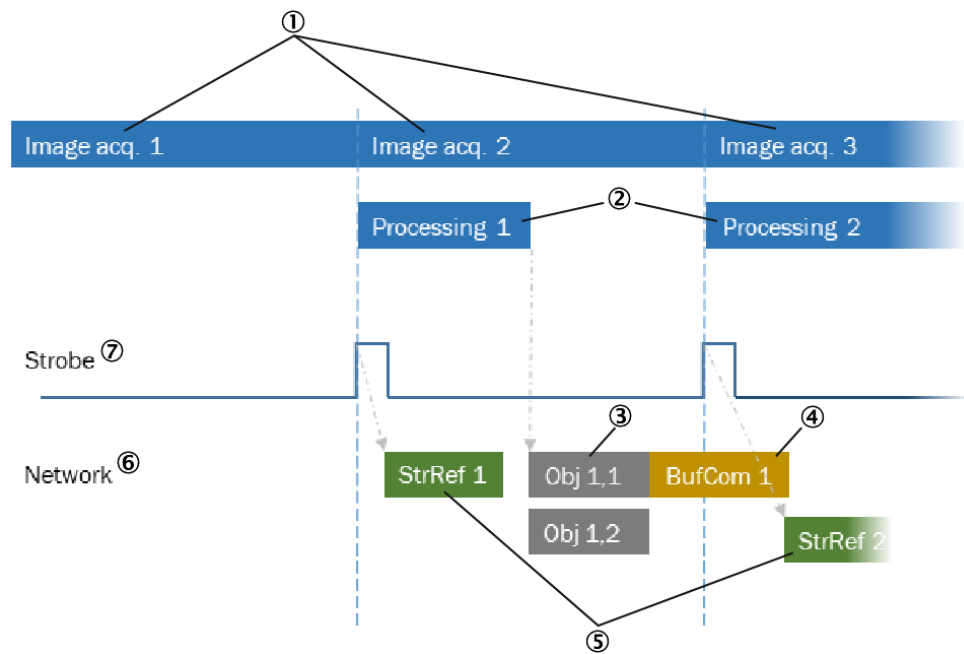 ①
Image acq. 1 Image acq. 2 Image acq. 3
②
Processing 1 Processing 2
Strobe ⑦
③ ④
Network ⑥
StrRef 1 Obj 1,1 BufCom 1
Obj 1,2 StrRef 2
⑤